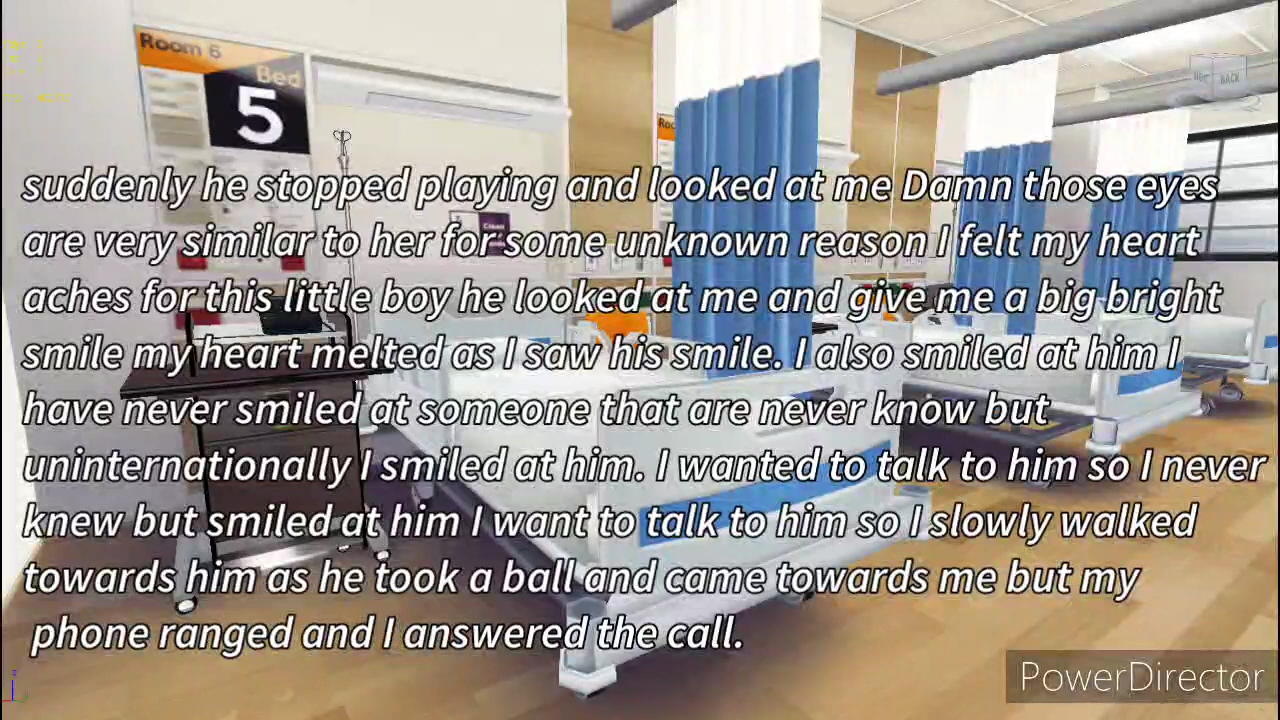 Room 6
Bed
5
suddenly he stopped playing and looked at me Damn those eyes
are very similar to her for some unknown reason I felt my heart
aches for this little boy he looked at me and give me a big bright
smile my heart melted as I saw his smile. I also smiled at him I
have never smiled at someone that are never know but
uninternationally I smiled at him. I wanted to talk to him so I never
knew but smiled at him I want to talk to him so I slowly walked
towards him as he took a ball and came towards me but my
phone ranged and I answered the call.
BACK
PowerDirector